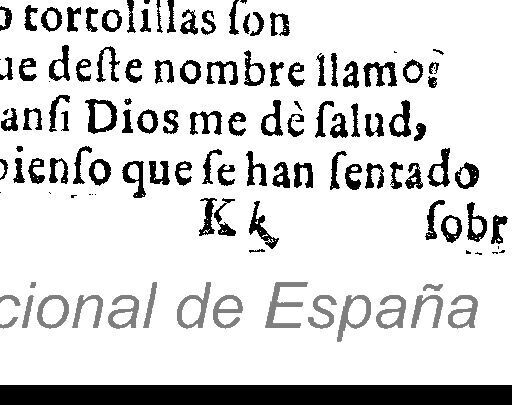 o tortolillas ſon
ue deſte nombre llamo?
anſi Dios me dè ſalud,
pienſo que ſe han ſentado
K k ſobr
cional de España